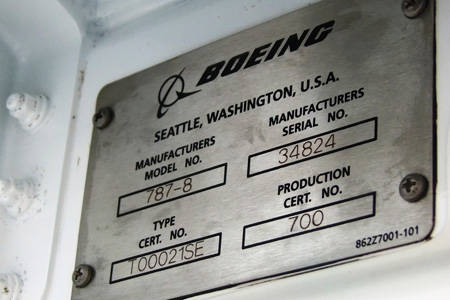 BOEING
SEATTLE, WASHINGTON, U.S.A.
MANUFACTURERS
MODEL NO.
787-8
MANUFACTURERS
SERIAL NO.
34824
TYPE
CERT. NO.
T00021SE
PRODUCTION
CERT. NO.
700
862Z7001-101